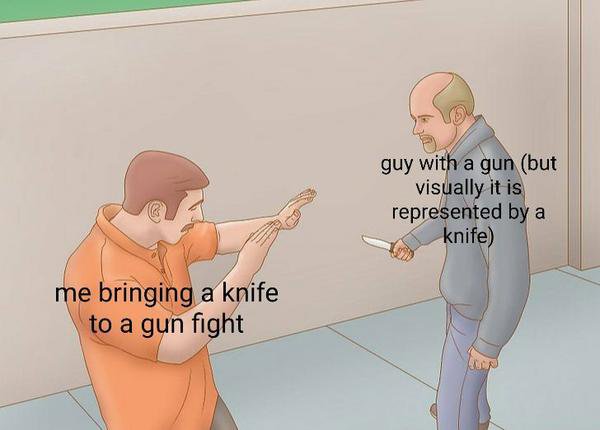 guy with a gun (but
visually it is
represented by a
knife)
me bringing a knife
to a gun fight